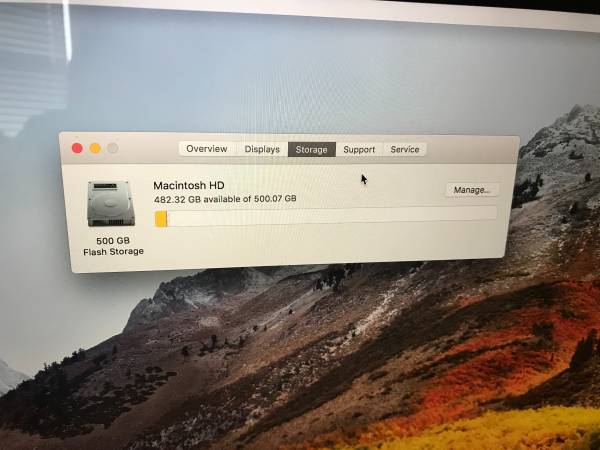 Overview Displays Storage Support Service
Macintosh HD
482.32 GB available of 500.07 GB
Manage...
500 GB
Flash Storage